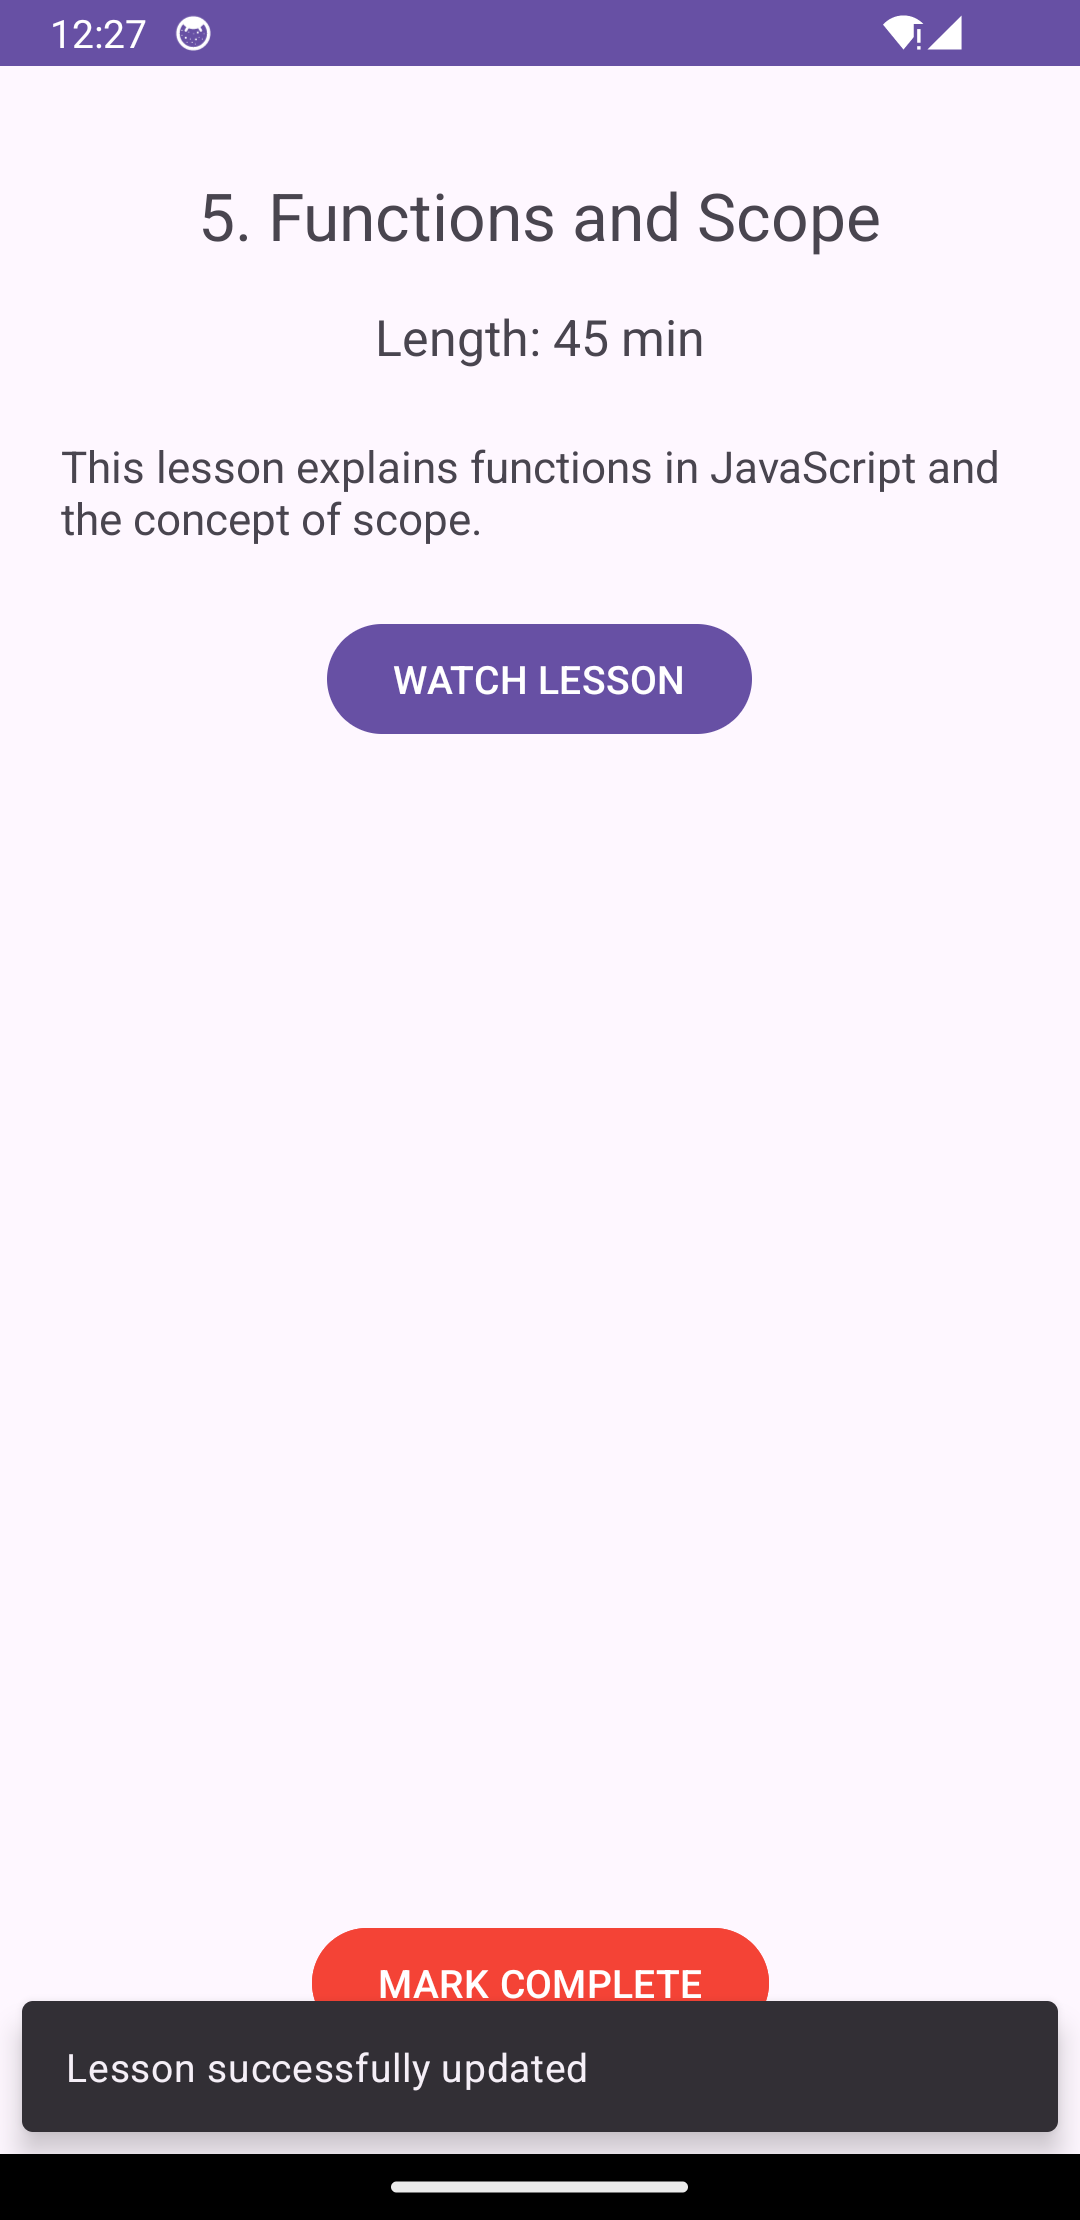 12:27
5. Functions and Scope
Length: 45 min
This lesson explains functions in JavaScript and
the concept of scope.
WATCH LESSON
MARK COMPLETE
Lesson successfully updated